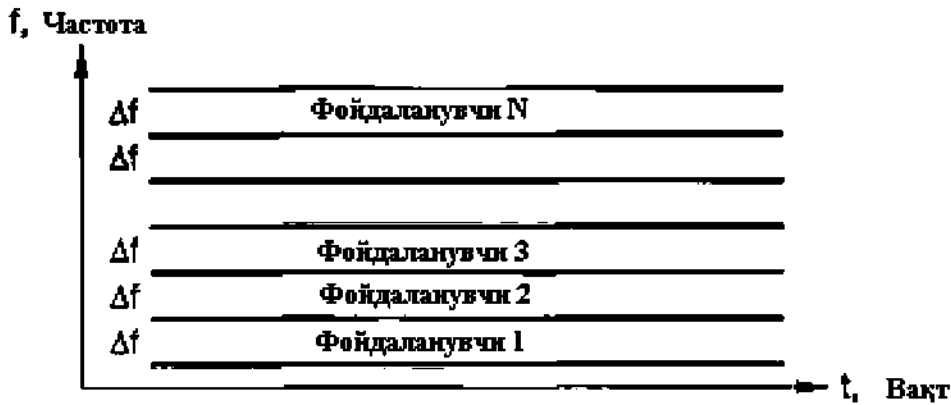 f, Частота
Δf Фойдаланувчи N
Δf
Δf Фойдаланувчи 3
Δf Фойдаланувчи 2
Δf Фойдаланувчи 1
t, Вақт